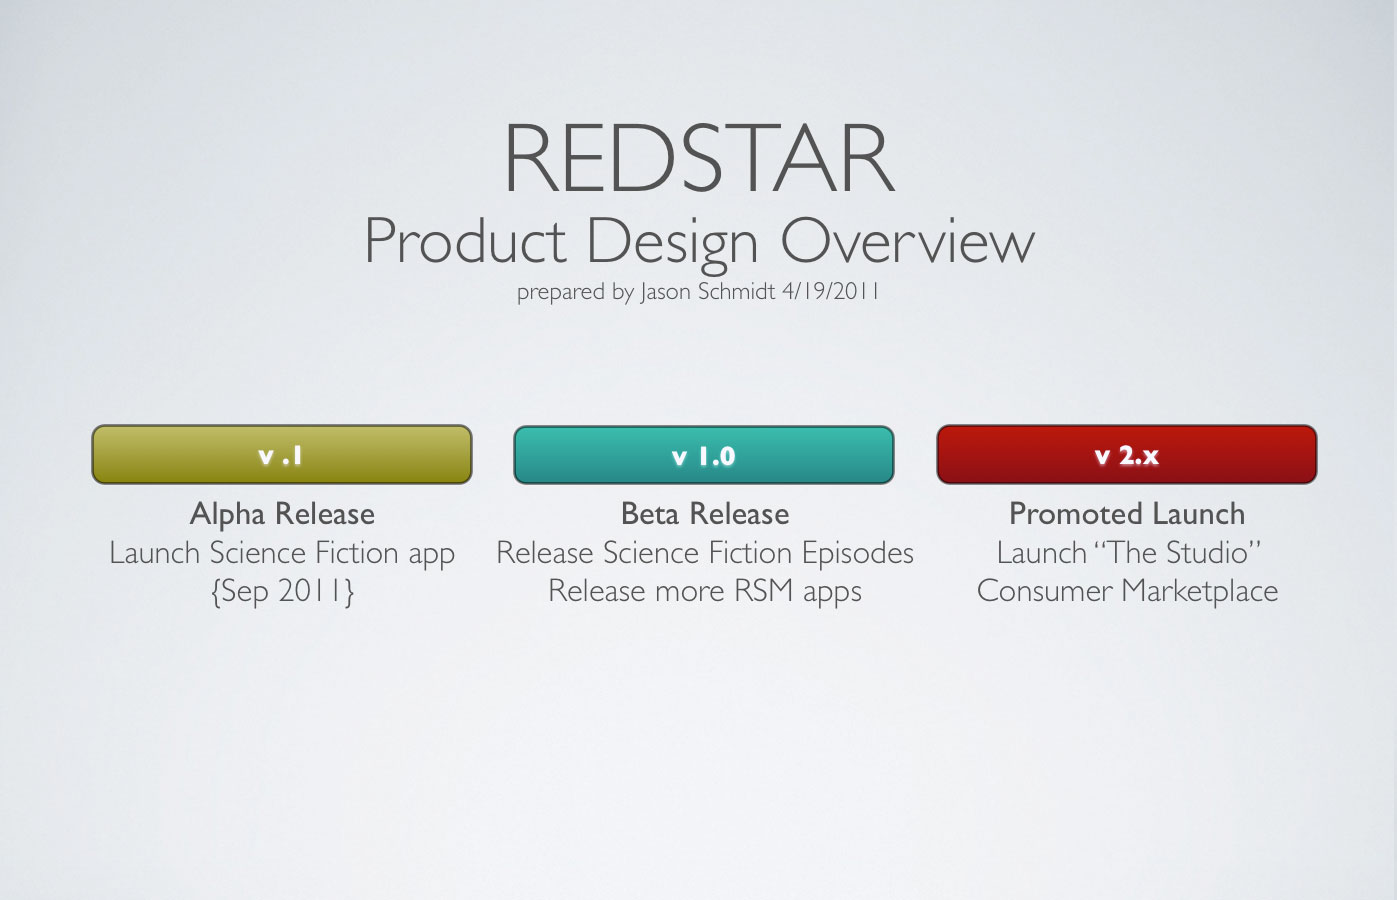 REDSTAR
Product Design Overview
prepared by Jason Schmidt 4/19/2011
v .1
Alpha Release
Launch Science Fiction app
{Sep 2011}
v 1.0
Beta Release
Release Science Fiction Episodes
Release more RSM apps
v 2.x
Promoted Launch
Launch “The Studio”
Consumer Marketplace